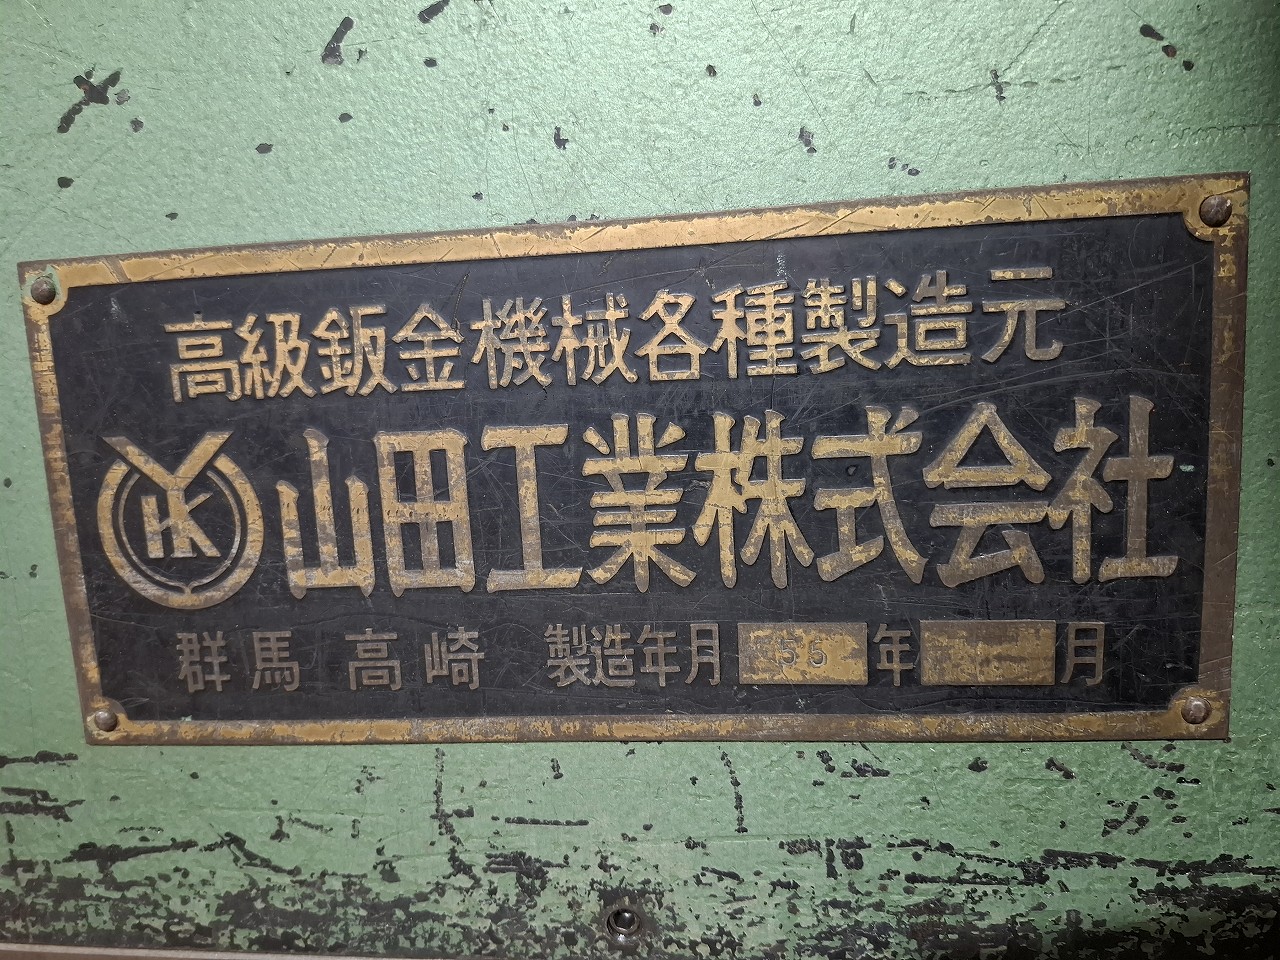 高級鈑金機械各種製造元
YHK 山田工業株式会社
群馬 高崎 製造年月 55 年 月